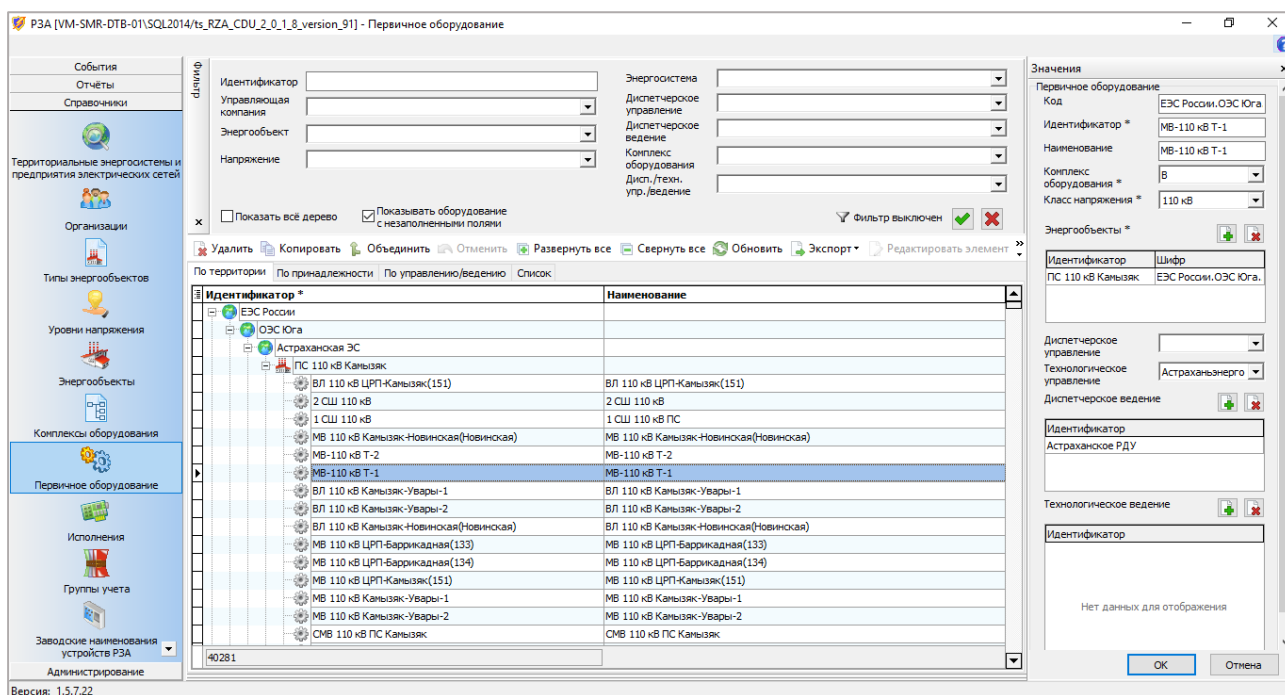 РЗА [VM-SMR-DTB-01\SQL2014/ts_RZA_CDU_2_0_1_8_version_91] - Первичное оборудование
События
Отчёты
Справочники
Территориальные энергосистемы и
предприятия электрических сетей
Организации
Типы энергообъектов
Уровни напряжения
Энергообъекты
Комплексы оборудования
Первичное оборудование
Исполнения
Группы учета
Заводские наименования
устройств РЗА
Администрирование
Версия: 1.5.7.22
Фильтр
Идентификатор
Управляющая
компания
Энергообъект
Напряжение
Энергосистема
Диспетчерское
управление
Диспетчерское
ведение
Комплекс
оборудования
Дисп./техн.
упр./ведение
x
Показать всё дерево
Показывать оборудование
с незаполненными полями
Фильтр выключен
Удалить Копировать Объединить Отменить Развернуть все Свернуть все Обновить Экспорт Редактировать элемент »
По территории По принадлежности По управлению/ведению Список
Идентификатор * Наименование
ЕЭС России
ОЭС Юга
Астраханская ЭС
ПС 110 кВ Камызяк
ВЛ 110 кВ ЦРП-Камызяк(151) ВЛ 110 кВ ЦРП-Камызяк(151)
2 СШ 110 кВ 2 СШ 110 кВ
1 СШ 110 кВ 1 СШ 110 кВ ПС
МВ 110 кВ Камызяк-Новинская(Новинская) МВ 110 кВ Камызяк-Новинская(Новинская)
МВ-110 кВ Т-2 МВ-110 кВ Т-2
МВ-110 кВ Т-1 МВ-110 кВ Т-1
ВЛ 110 кВ Камызяк-Увары-1 ВЛ 110 кВ Камызяк-Увары-1
ВЛ 110 кВ Камызяк-Увары-2 ВЛ 110 кВ Камызяк-Увары-2
ВЛ 110 кВ Камызяк-Новинская(Новинская) ВЛ 110 кВ Камызяк-Новинская(Новинская)
МВ 110 кВ ЦРП-Баррикадная(133) МВ 110 кВ ЦРП-Баррикадная(133)
МВ 110 кВ ЦРП-Баррикадная(134) МВ 110 кВ ЦРП-Баррикадная(134)
МВ 110 кВ ЦРП-Камызяк(151) МВ 110 кВ ЦРП-Камызяк(151)
МВ 110 кВ Камызяк-Увары-1 МВ 110 кВ Камызяк-Увары-1
МВ 110 кВ Камызяк-Увары-2 МВ 110 кВ Камызяк-Увары-2
СМВ 110 кВ ПС Камызяк СМВ 110 кВ ПС Камызяк
40281
Значения
Первичное оборудование
Код ЕЭС России.ОЭС Юга
Идентификатор * МВ-110 кВ Т-1
Наименование МВ-110 кВ Т-1
Комплекс
оборудования * В
Класс напряжения * 110 кВ
Энергообъекты *
Идентификатор Шифр
ПС 110 кВ Камызяк ЕЭС России.ОЭС Юга.
Диспетчерское
управление
Технологическое
управление Астраханьэнерго
Диспетчерское ведение
Идентификатор
Астраханское РДУ
Технологическое ведение
Идентификатор
Нет данных для отображения
ОК Отмена